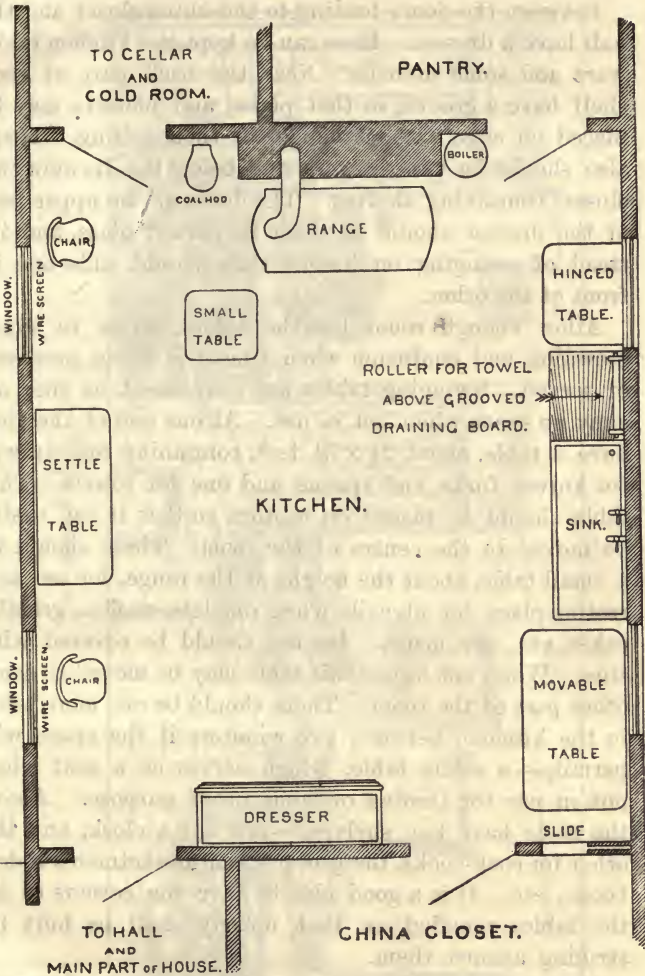 TO CELLAR
AND
COLD ROOM.
PANTRY.
COAL HOD
BOILER
RANGE
CHAIR.
WINDOW.
WIRE SCREEN
SMALL
TABLE
HINGED
TABLE.
ROLLER FOR TOWEL
ABOVE GROOVED
DRAINING BOARD.
SETTLE
TABLE
KITCHEN.
SINK.
WINDOW.
WIRE SCREEN
CHAIR
MOVABLE
TABLE
DRESSER
SLIDE
TO HALL
AND
MAIN PART OF HOUSE.
CHINA CLOSET.